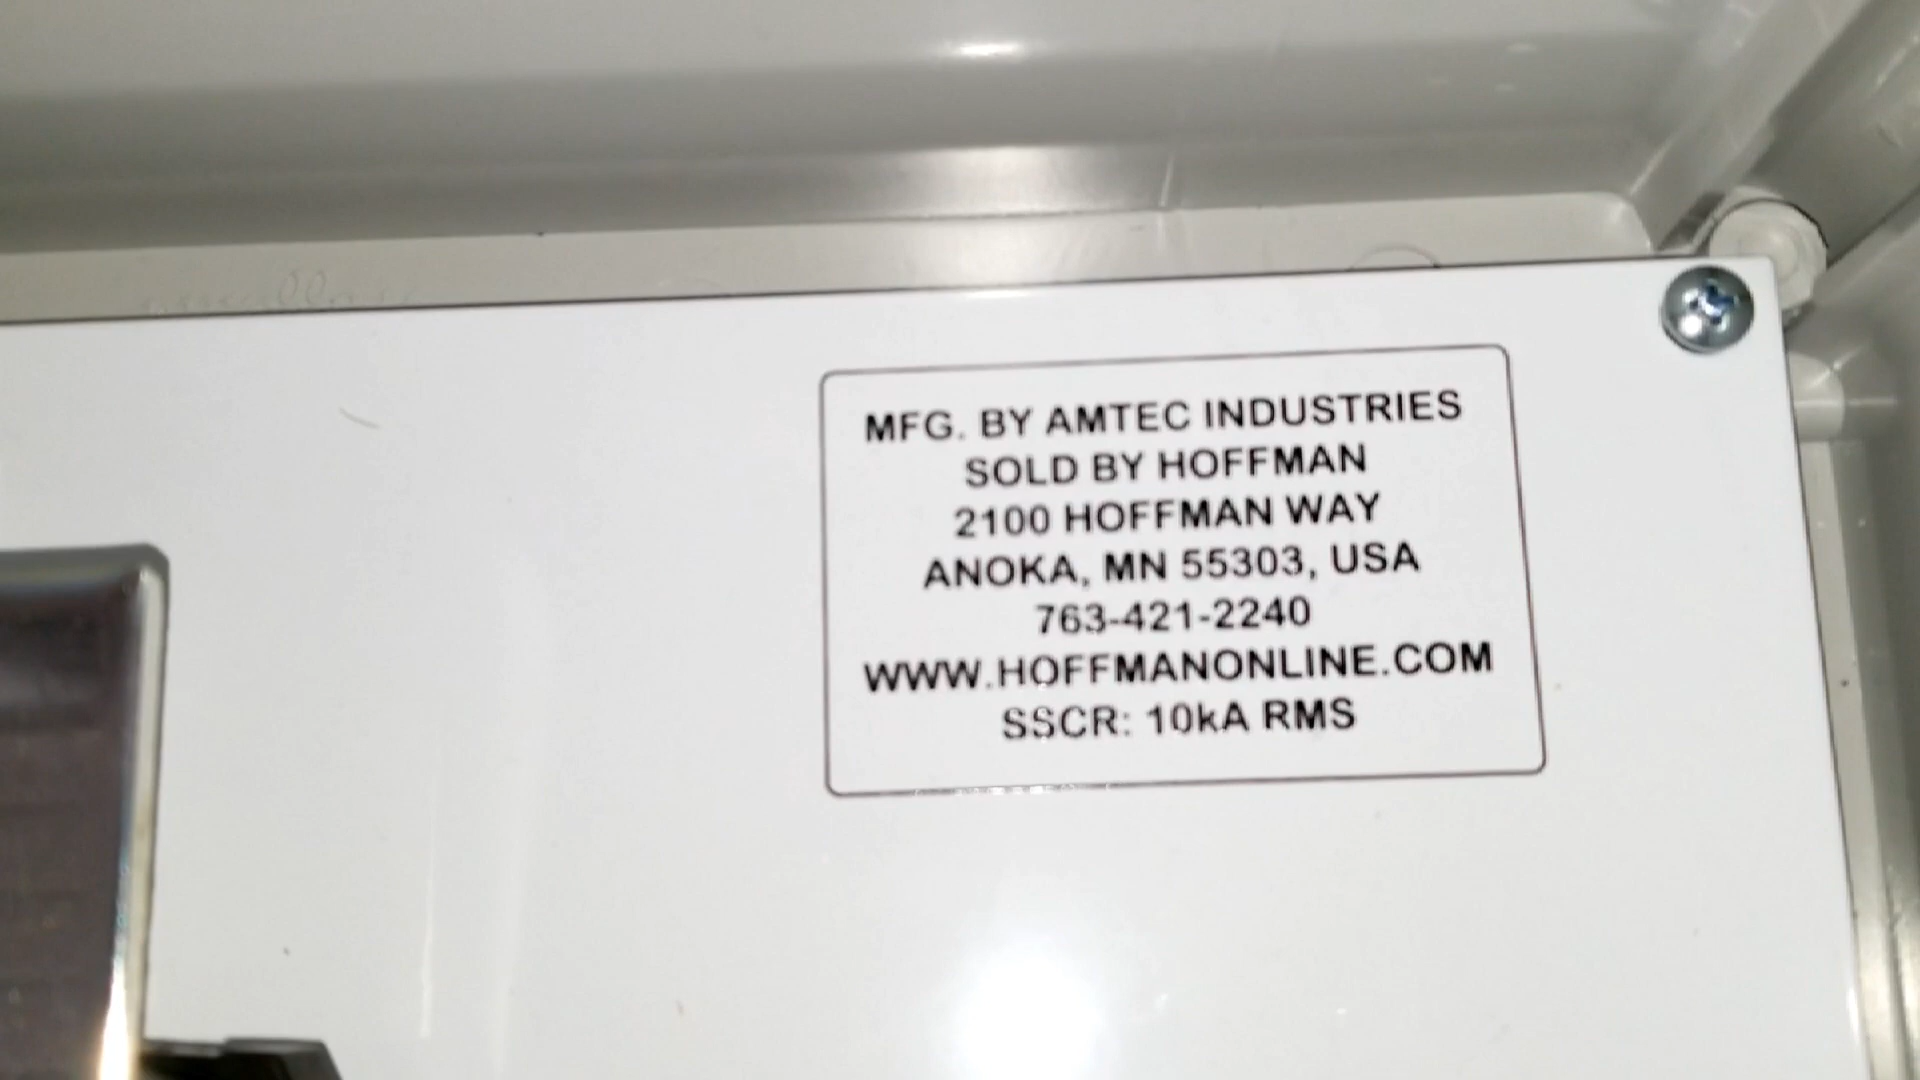 MFG. BY AMTEC INDUSTRIES
SOLD BY HOFFMAN
2100 HOFFMAN WAY
ANOKA, MN 55303, USA
763-421-2240
WWW.HOFFMANONLINE.COM
SSCR: 10kA RMS